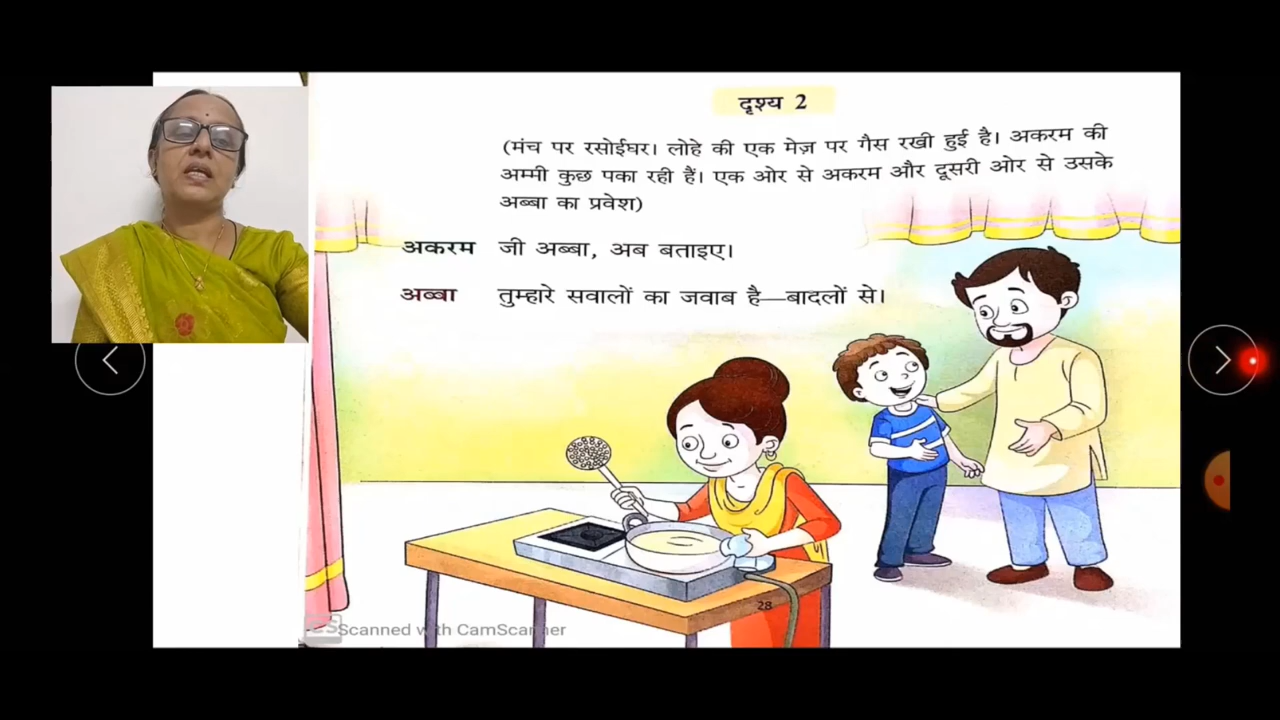 दृश्य 2
(मंच पर रसोईघर। लोहे की एक मेज़ पर गैस रखी हुई है। अकरम की
अम्मी कुछ पका रही हैं। एक ओर से अकरम और दूसरी ओर से उसके
अब्बा का प्रवेश)
अकरम जी अब्बा, अब बताइए।
अब्बा तुम्हारे सवालों का जवाब है—बादलों से।
28
CS Scanned with CamScanner